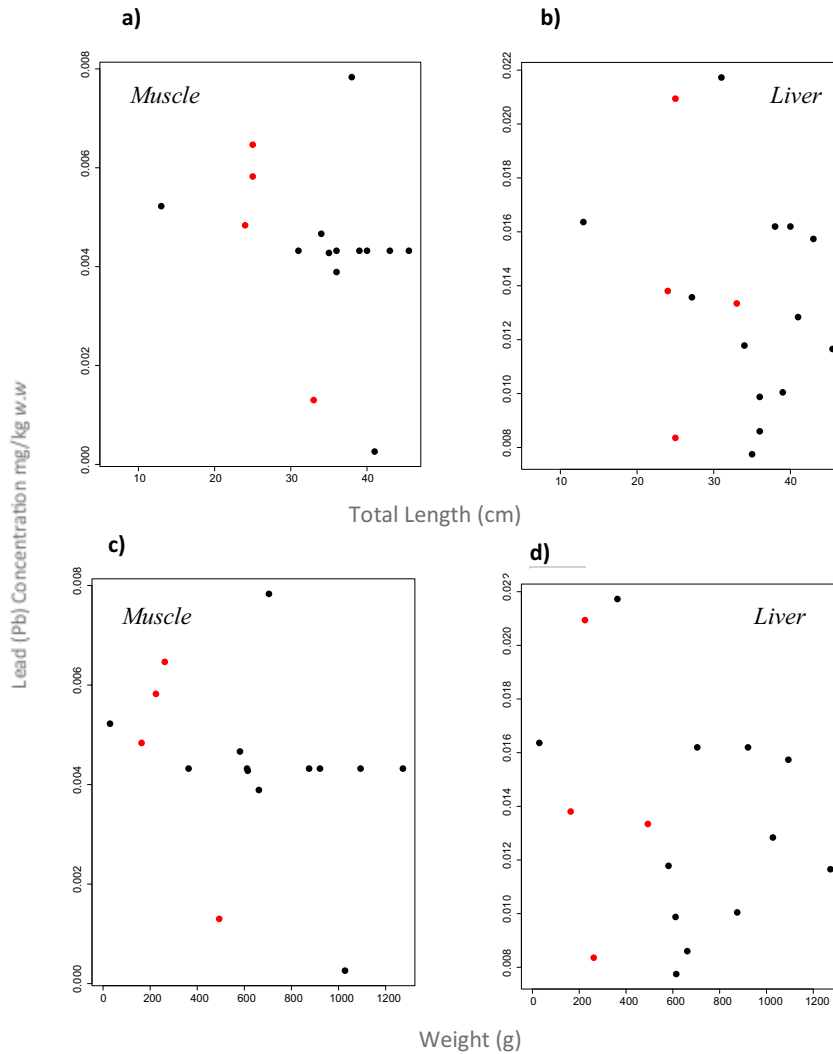 a)
b)
Muscle
Liver
0.000 0.002 0.004 0.006 0.008
0.008 0.010 0.012 0.014 0.016 0.018 0.020 0.022
10 20 30 40
10 20 30 40
Total Length (cm)
Lead (Pb) Concentration mg/kg w.w
c)
d)
Muscle
Liver
0.000 0.002 0.004 0.006 0.008
0.008 0.010 0.012 0.014 0.016 0.018 0.020 0.022
0 200 400 600 800 1000 1200
0 200 400 600 800 1000 1200
Weight (g)